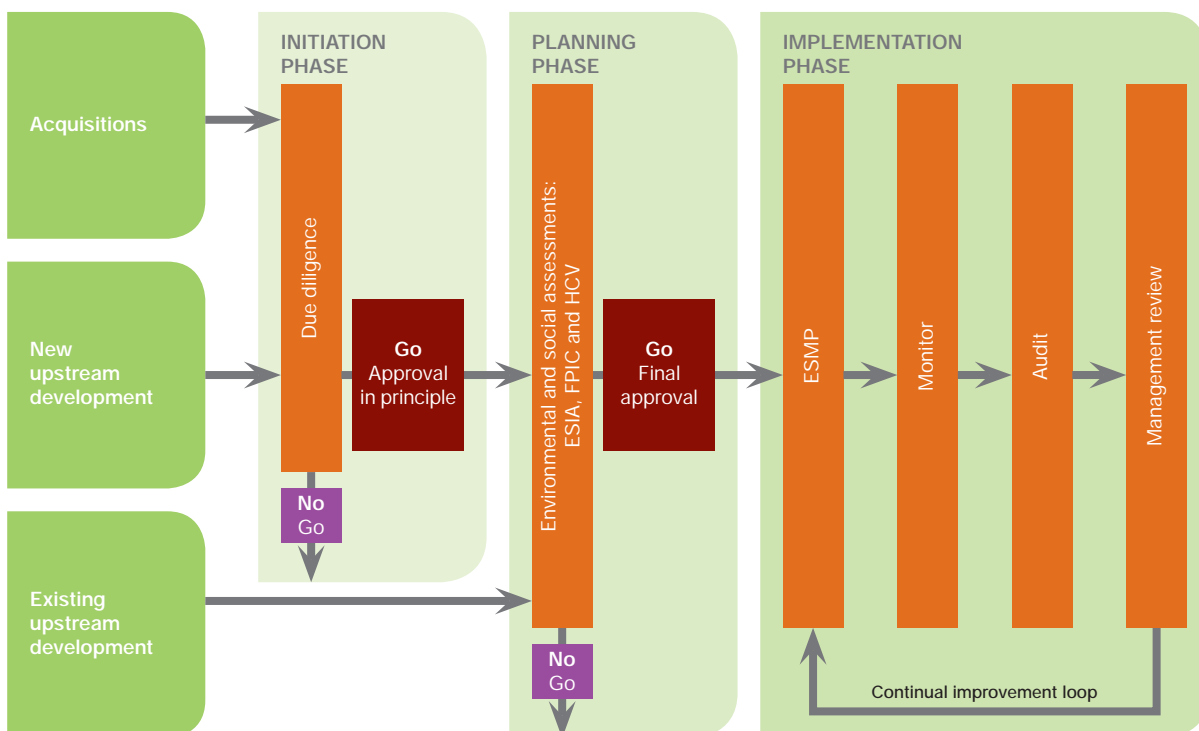 INITIATION
PHASE
PLANNING
PHASE
IMPLEMENTATION
PHASE
Acquisitions
New
upstream
development
Existing
upstream
development
Due diligence
Go
Approval
in principle
No
Go
Environmental and social assessments:
ESIA, FPIC and HCV
Go
Final
approval
No
Go
ESMP
Monitor
Audit
Management review
Continual improvement loop